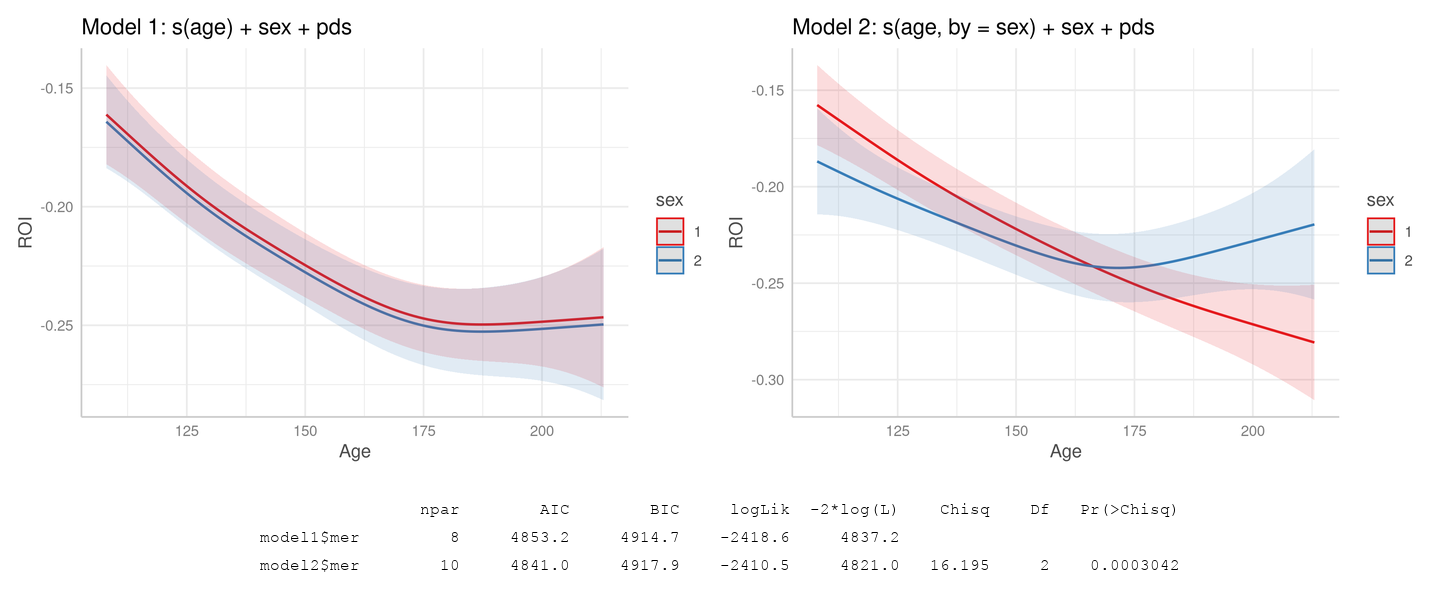 Model 1: s(age) + sex + pds
-0.15
-0.20
-0.25
ROI
125 150 175 200
Age
sex
1
2
Model 2: s(age, by = sex) + sex + pds
-0.15
-0.20
-0.25
-0.30
ROI
125 150 175 200
Age
sex
1
2
npar AIC BIC logLik -2*log(L) Chisq Df Pr(>Chisq)
model1$mer 8 4853.2 4914.7 -2418.6 4837.2
model2$mer 10 4841.0 4917.9 -2410.5 4821.0 16.195 2 0.0003042